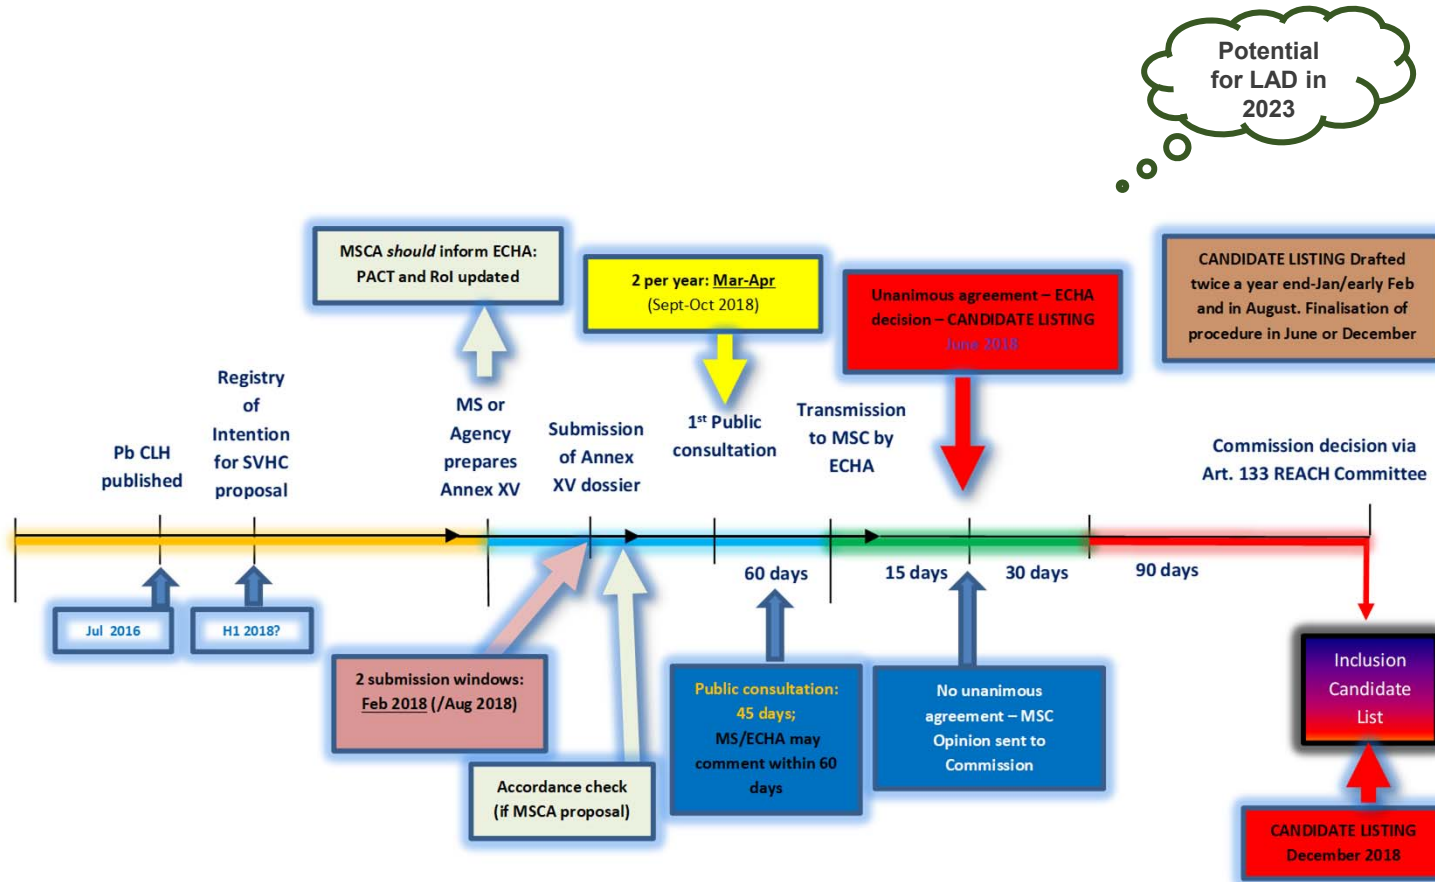 Potential
for LAD in
2023
MSCA should inform ECHA:
PACT and RoI updated
2 per year: Mar-Apr
(Sept-Oct 2018)
Unanimous agreement – ECHA
decision – CANDIDATE LISTING
June 2018
CANDIDATE LISTING Drafted
twice a year end-Jan/early Feb
and in August. Finalisation of
procedure in June or December
Pb CLH
published
Registry
of
Intention
for SVHC
proposal
MS or
Agency
prepares
Annex XV
Submission
of Annex
XV dossier
1st Public
consultation
Transmission
to MSC by
ECHA
Commission decision via
Art. 133 REACH Committee
60 days
15 days
30 days
90 days
Jul 2016
H1 2018?
2 submission windows:
Feb 2018 (/Aug 2018)
Accordance check
(if MSCA proposal)
Public consultation:
45 days;
MS/ECHA may
comment within 60
days
No unanimous
agreement – MSC
Opinion sent to
Commission
Inclusion
Candidate
List
CANDIDATE LISTING
December 2018